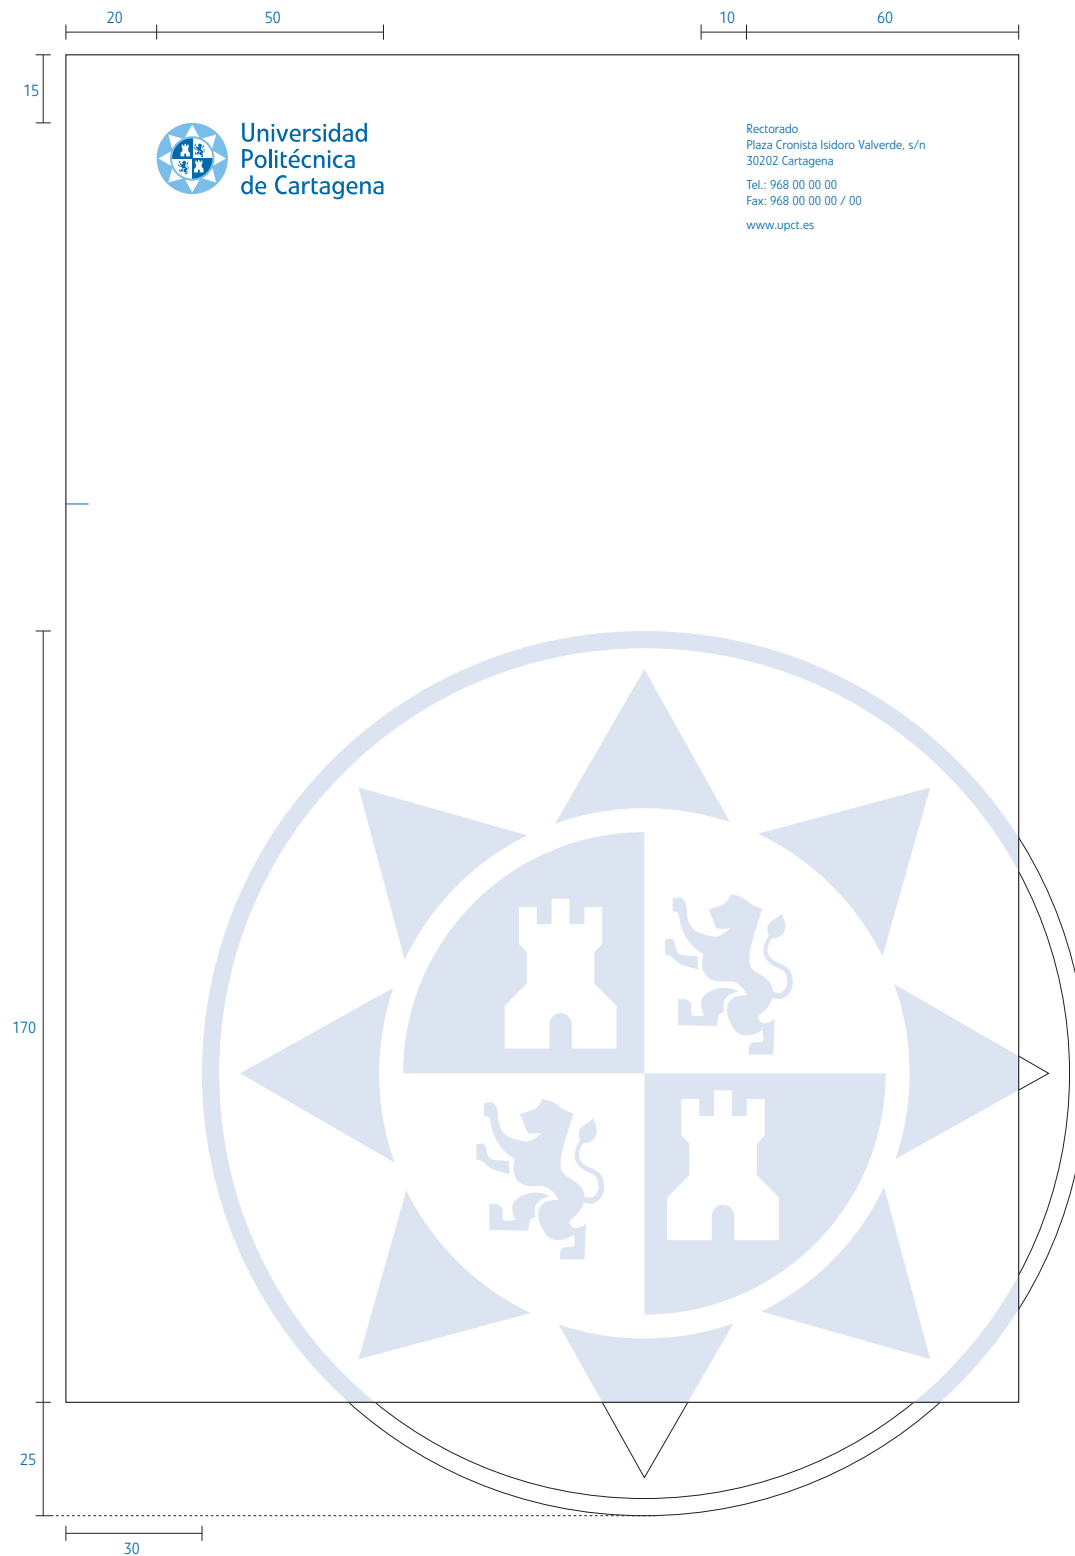 20
50
10
60
15
Universidad
Politécnica
de Cartagena
Rectorado
Plaza Cronista Isidoro Valverde, s/n
30202 Cartagena
Tel.: 968 00 00 00
Fax: 968 00 00 00 / 00
www.upct.es
170
25
30